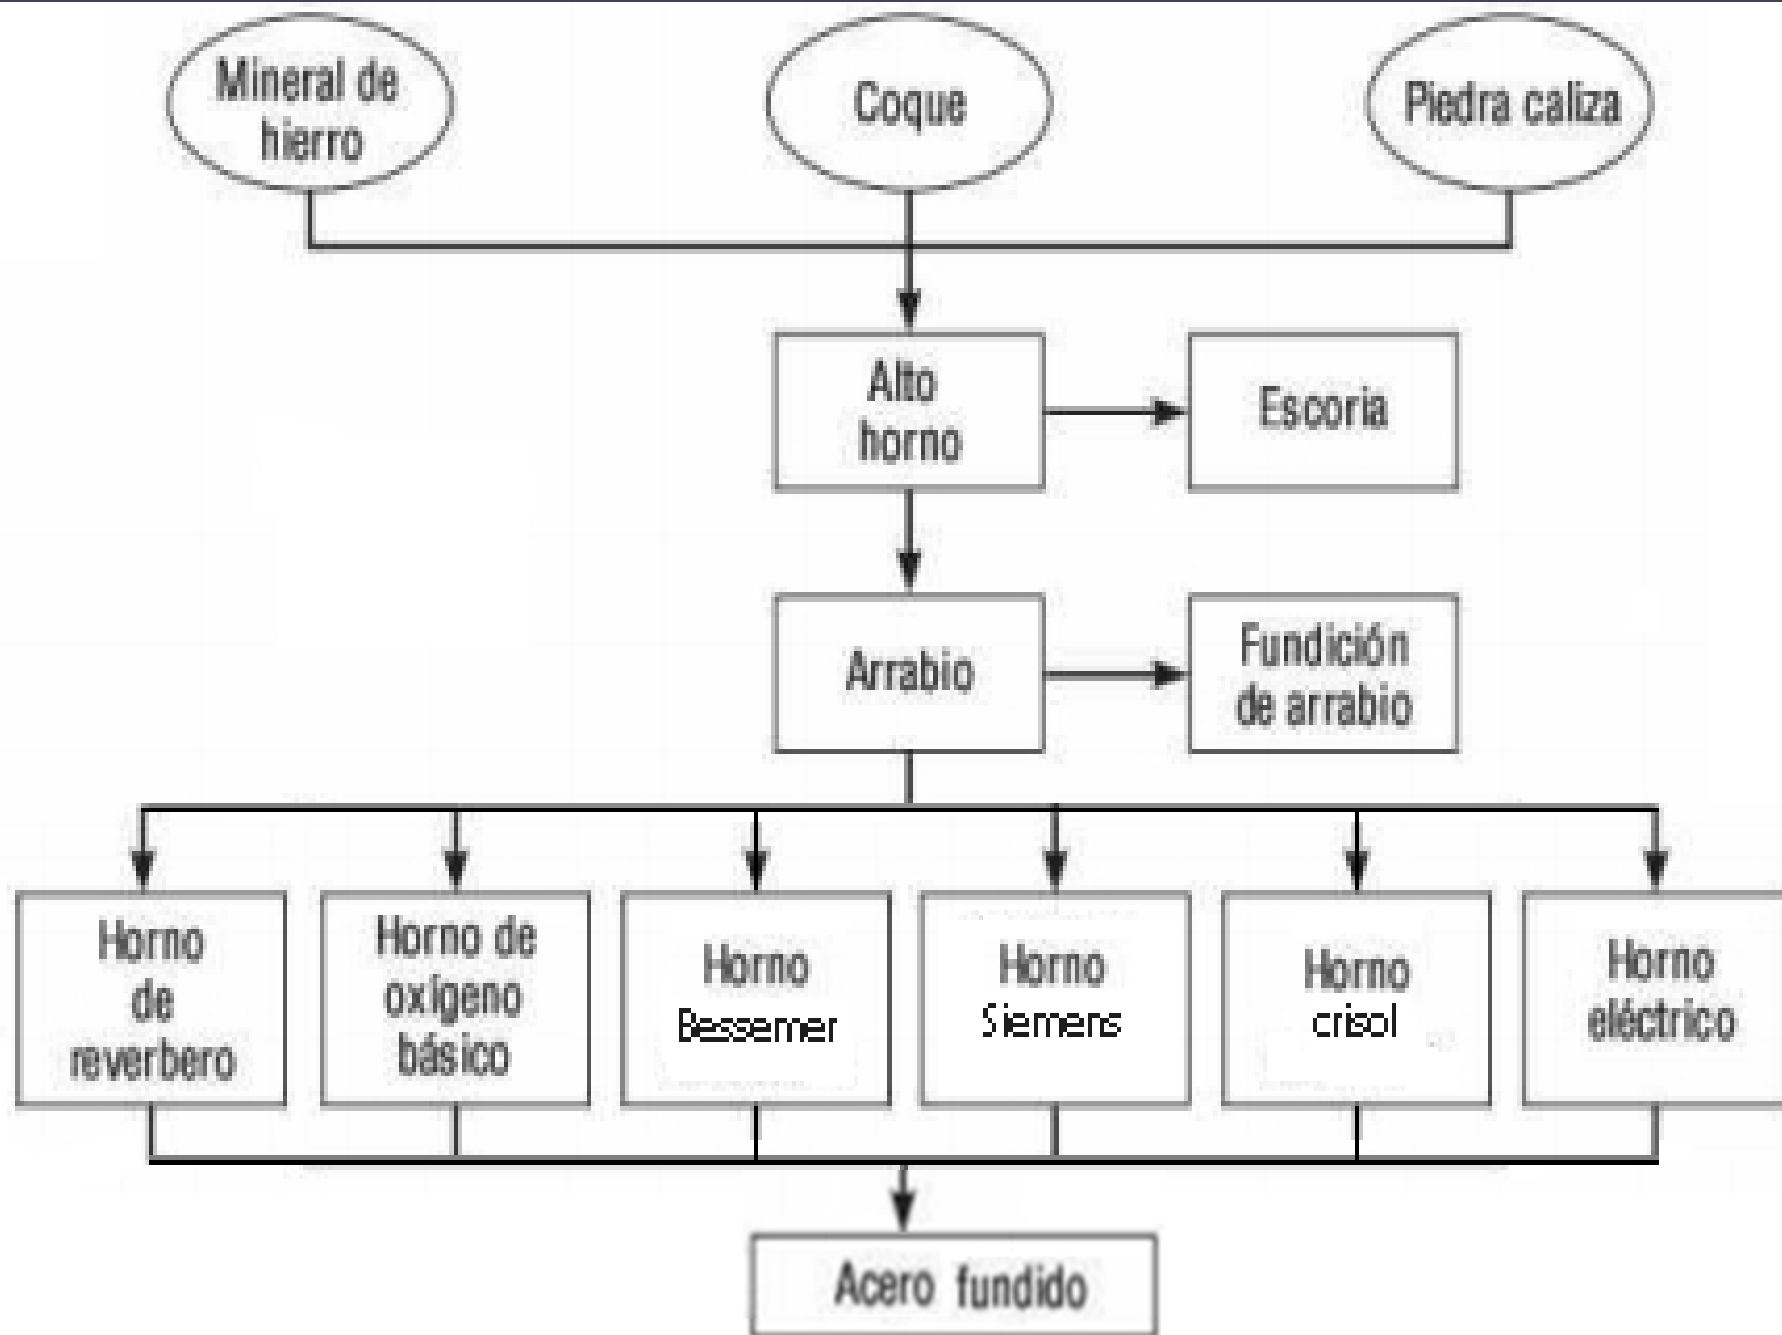 Mineral de
hierro
Coque
Piedra caliza
Alto
horno
Escoria
Arrabio
Fundición
de arrabio
Horno
de
reverbero
Horno de
oxígeno
básico
Horno
Bessemer
Horno
Siemens
Horno
crisol
Horno
eléctrico
Acero fundido